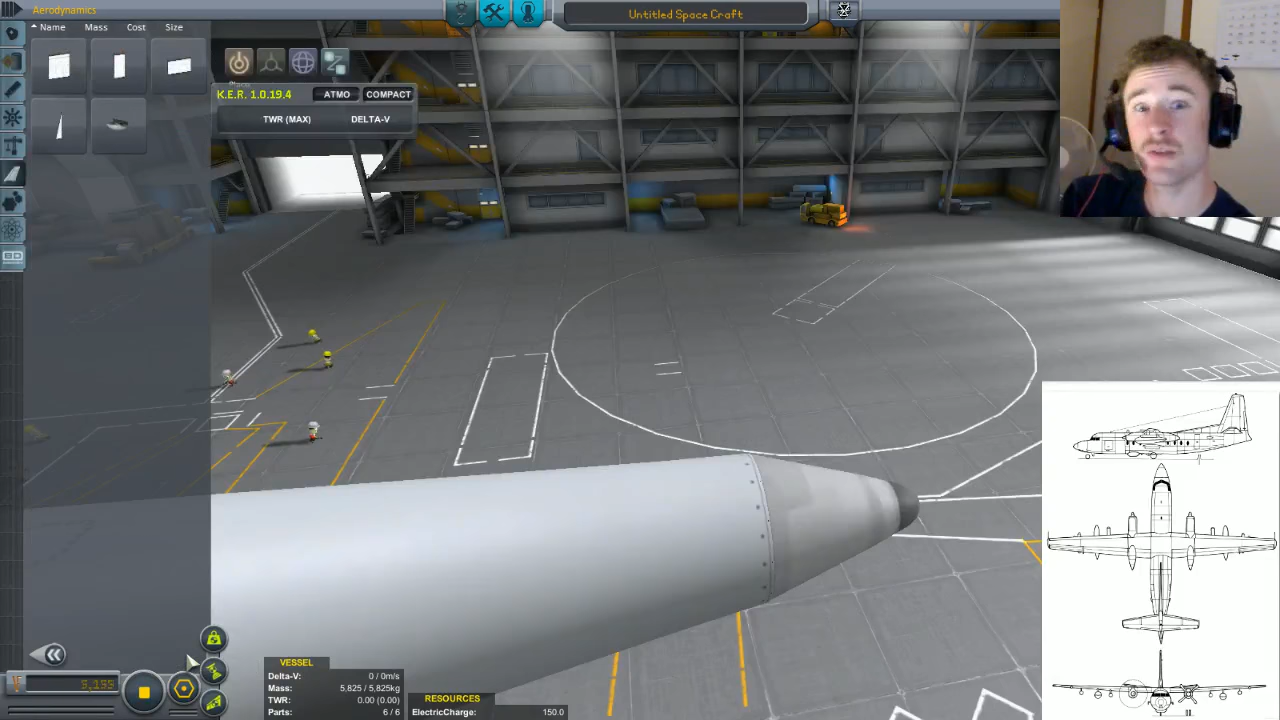 Aerodynamics
Untitled Space Craft
Name Mass Cost Size
K.E.R. 1.0.19.4 ATMO COMPACT
TWR (MAX) DELTA-V
BD
VESSEL
Delta-V: 0 / 0m/s
Mass: 5,825 / 5,825kg
TWR: 0.00 (0.00)
Parts: 6 / 6
RESOURCES
ElectricCharge: 150.0